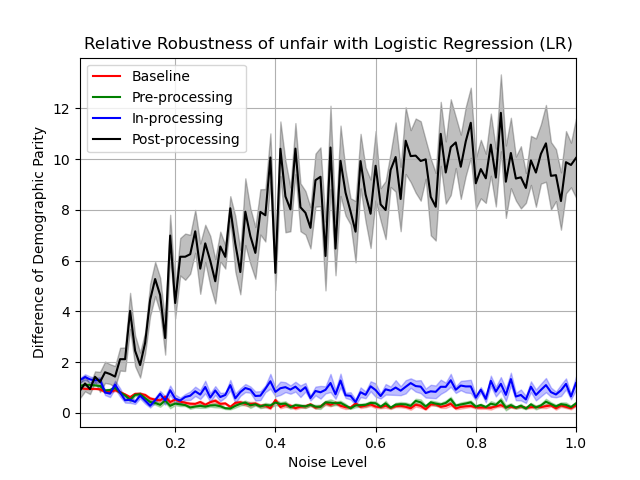 Relative Robustness of unfair with Logistic Regression (LR)
Baseline
Pre-processing
In-processing
Post-processing
Difference of Demographic Parity
12
10
8
6
4
2
0
0.2 0.4 0.6 0.8 1.0
Noise Level